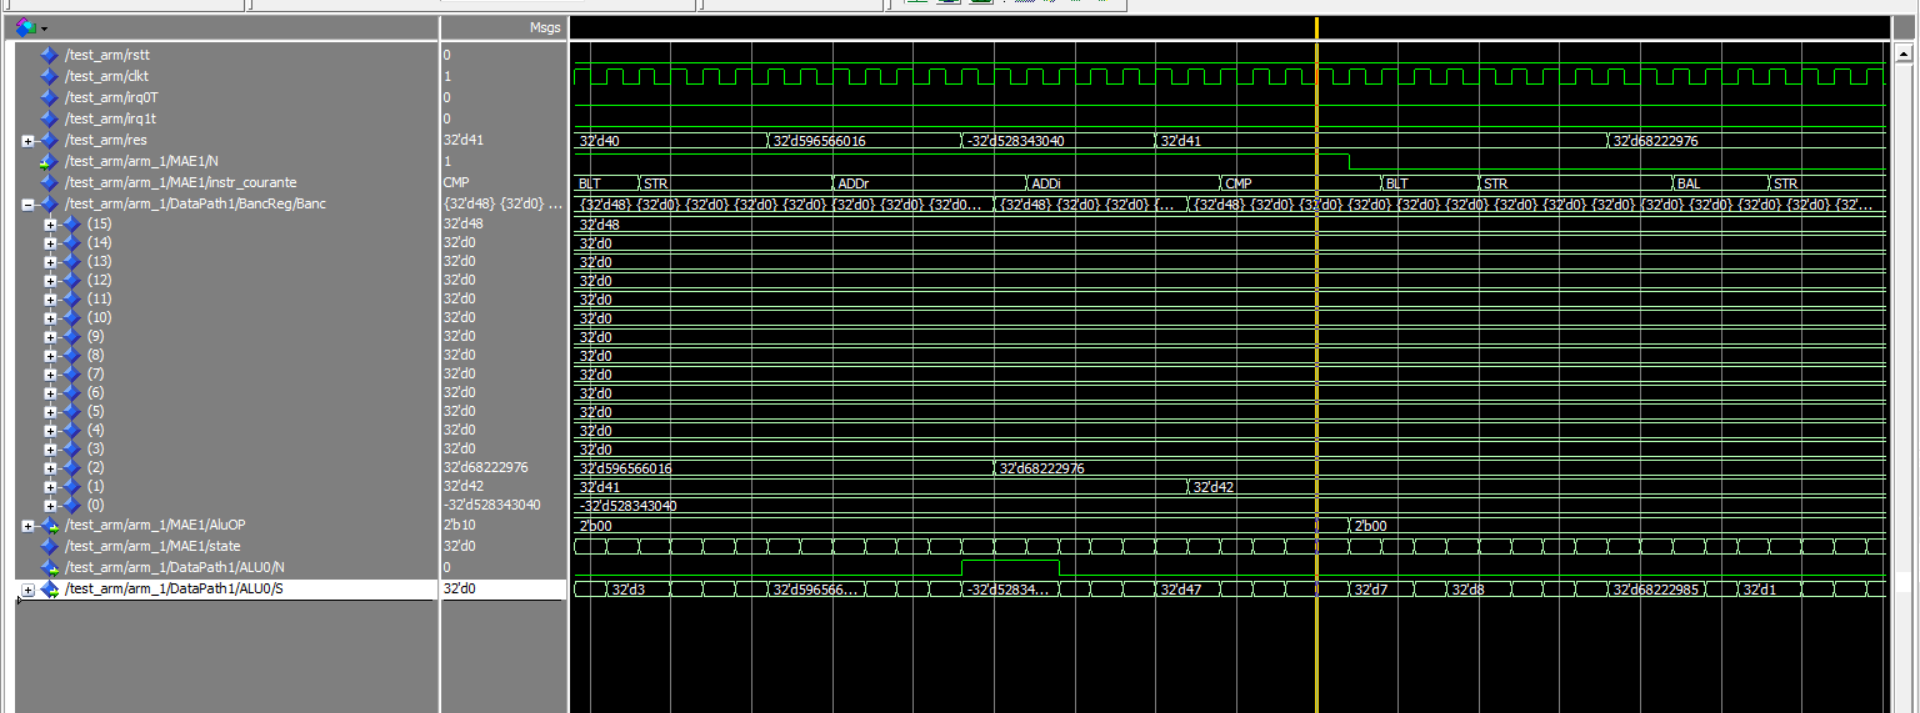 Msgs
/test_arm/rstt 0
/test_arm/clkt 1
/test_arm/irq0T 0
/test_arm/irq1t 0
/test_arm/res 32'd41 32'd40 32'd596566016 -32'd528343040 32'd41 32'd68222976
/test_arm/arm_1/MAE1/N 1
/test_arm/arm_1/MAE1/instr_courante CMP BLT STR ADDr ADDi CMP BLT STR BAL STR
/test_arm/arm_1/DataPath1/BancReg/Banc {32'd48} {32'd0} ... {32'd48} {32'd0} {32'd0} {32'd0} {32'd0} {32'd0} {32'd0} {32'd0... {32'd48} {32'd0} {32'd0} {... {32'd48} {32'd0} {32'd0} {32'd0} {32'd0} {32'd0} {32'd0} {32'd0} {32'd0} {32'd0} {32'd0} {32'd0} {32'd0} {32'...
(15) 32'd48 32'd48
(14) 32'd0 32'd0
(13) 32'd0 32'd0
(12) 32'd0 32'd0
(11) 32'd0 32'd0
(10) 32'd0 32'd0
(9) 32'd0 32'd0
(8) 32'd0 32'd0
(7) 32'd0 32'd0
(6) 32'd0 32'd0
(5) 32'd0 32'd0
(4) 32'd0 32'd0
(3) 32'd0 32'd0
(2) 32'd68222976 32'd596566016 32'd68222976
(1) 32'd42 32'd41 32'd42
(0) -32'd528343040 -32'd528343040
/test_arm/arm_1/MAE1/AluOP 2'b10 2'b00 2'b00
/test_arm/arm_1/MAE1/state 32'd0
/test_arm/arm_1/DataPath1/ALU0/N 0
/test_arm/arm_1/DataPath1/ALU0/S 32'd0 32'd3 32'd596566... -32'd52834... 32'd47 32'd7 32'd8 32'd68222985 32'd1